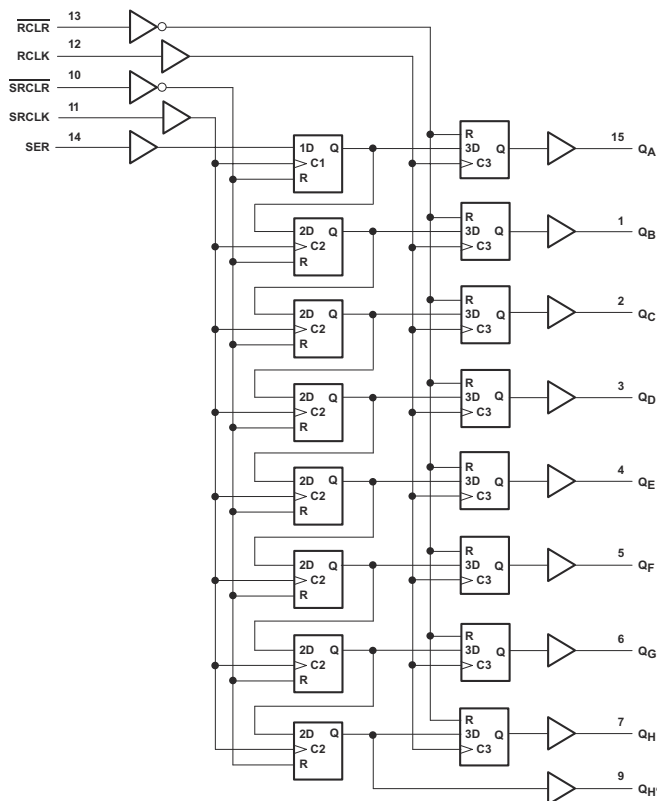 RCLR 13
RCLK 12
SRCLR 10
SRCLK 11
SER 14
1D Q
C1
R
R
3D Q
C3
15 QA
2D Q
C2
R
R
3D Q
C3
1 QB
2D Q
C2
R
R
3D Q
C3
2 QC
2D Q
C2
R
R
3D Q
C3
3 QD
2D Q
C2
R
R
3D Q
C3
4 QE
2D Q
C2
R
R
3D Q
C3
5 QF
2D Q
C2
R
R
3D Q
C3
6 QG
2D Q
C2
R
R
3D Q
C3
7 QH
9 QH'